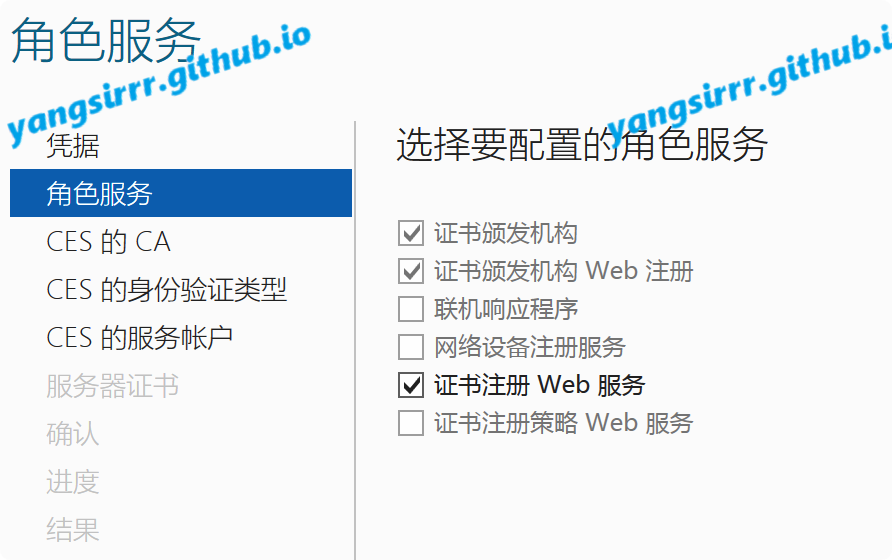 角色服务
yangsirrr.github.io
yangsirrr.github.i
凭据
角色服务
CES 的 CA
CES 的身份验证类型
CES 的服务帐户
服务器证书
确认
进度
结果
选择要配置的角色服务
证书颁发机构
证书颁发机构 Web 注册
联机响应程序
网络设备注册服务
证书注册 Web 服务
证书注册策略 Web 服务